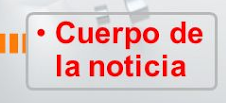 • Cuerpo de
la noticia